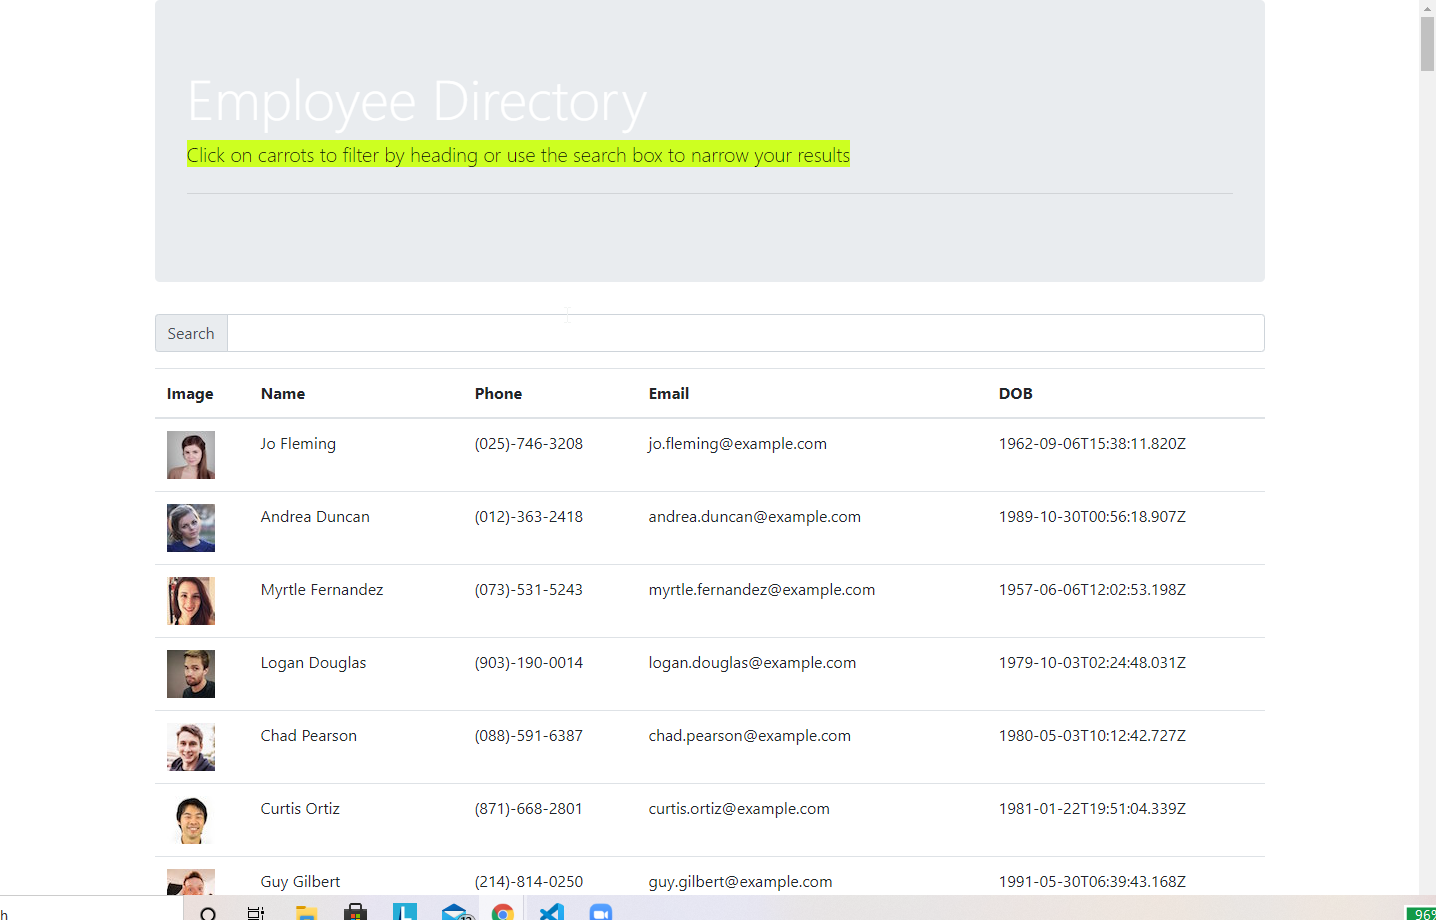 Employee Directory
Click on carrots to filter by heading or use the search box to narrow your results
Search
Image Name Phone Email DOB
Jo Fleming (025)-746-3208 jo.fleming@example.com 1962-09-06T15:38:11.820Z
Andrea Duncan (012)-363-2418 andrea.duncan@example.com 1989-10-30T00:56:18.907Z
Myrtle Fernandez (073)-531-5243 myrtle.fernandez@example.com 1957-06-06T12:02:53.198Z
Logan Douglas (903)-190-0014 logan.douglas@example.com 1979-10-03T02:24:48.031Z
Chad Pearson (088)-591-6387 chad.pearson@example.com 1980-05-03T10:12:42.727Z
Curtis Ortiz (871)-668-2801 curtis.ortiz@example.com 1981-01-22T19:51:04.339Z
Guy Gilbert (214)-814-0250 guy.gilbert@example.com 1991-05-30T06:39:43.168Z
h 96%